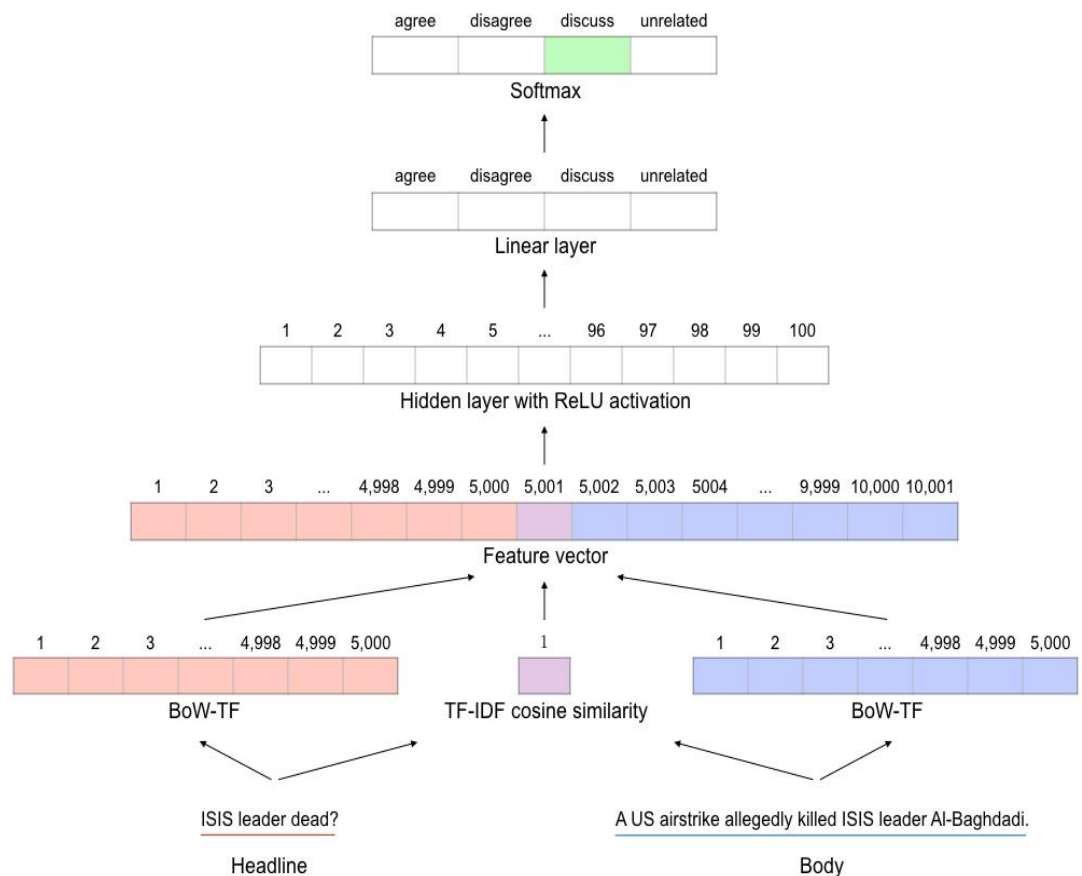 agree disagree discuss unrelated
Softmax
agree disagree discuss unrelated
Linear layer
1 2 3 4 5 ... 96 97 98 99 100
Hidden layer with ReLU activation
1 2 3 ... 4,998 4,999 5,000 5,001 5,002 5,003 5004 ... 9,999 10,000 10,001
Feature vector
1 2 3 ... 4,998 4,999 5,000 1 1 2 3 ... 4,998 4,999 5,000
BoW-TF TF-IDF cosine similarity BoW-TF
ISIS leader dead? A US airstrike allegedly killed ISIS leader Al-Baghdadi.
Headline Body